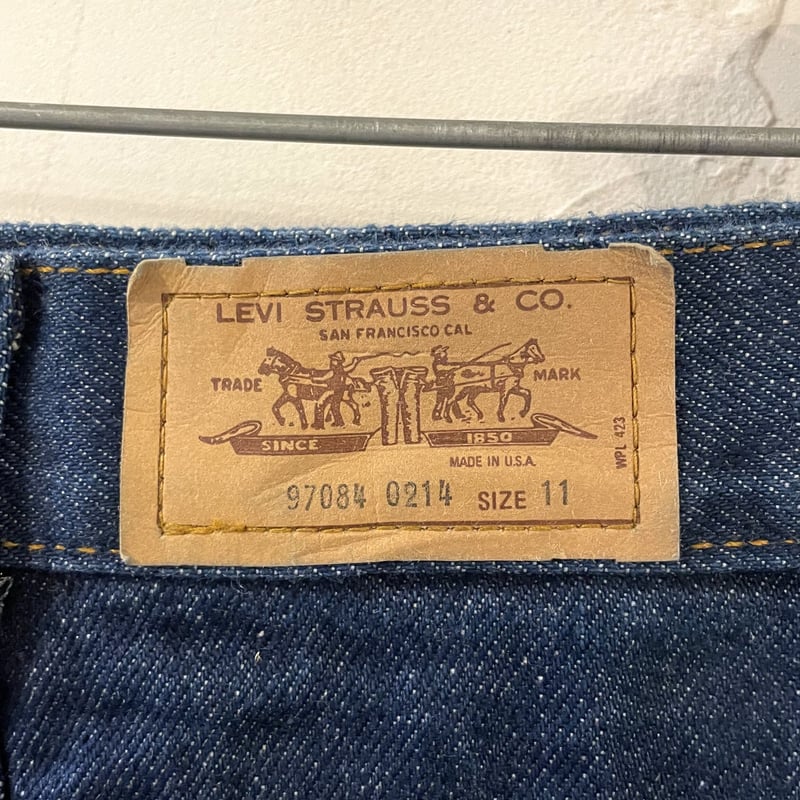 LEVI STRAUSS & CO.
SAN FRANCISCO CAL
TRADE MARK
SINCE 1850
MADE IN U.S.A.
WPL 423
97084 0214 SIZE 11